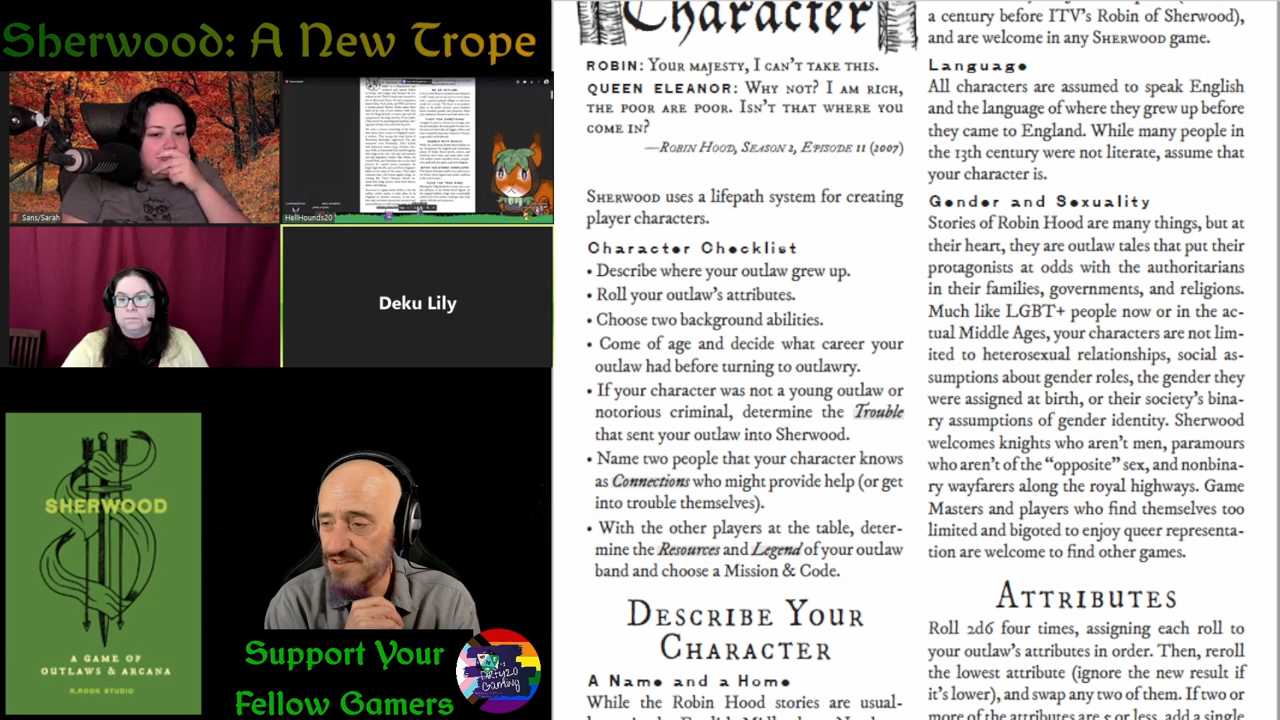 Sherwood: A New Trope
Sans/Sarah
HellHounds20
Deku Lily
SHERWOOD
A GAME OF
OUTLAWS & ARCANA
R.ROOK STUDIO
Support Your
Fellow Gamers
Dirty20
Gaming
Character
ROBIN: YOUR MAJESTY, I CAN'T TAKE THIS.
QUEEN ELEANOR: WHY NOT? I AM RICH,
THE POOR ARE POOR. ISN'T THIS WHERE YOU
COME IN?
—ROBIN HOOD, SEASON 2, EPISODE 11 (2007)
SHERWOOD uses a lifepath system for creating
player characters.
Character Checklist
• Describe where your outlaw grew up.
• Roll your outlaw's attributes.
• Choose two background abilities.
• Come of age and decide what career your
outlaw had before turning to outlawry.
• If your character was not a young outlaw or
notorious criminal, determine the Trouble
that sent your outlaw into Sherwood.
• Name two people that your character knows
as Connections who might provide help (or get
into trouble themselves).
• With the other players at the table, deter-
mine the Resources and Legend of your outlaw
band and choose a Mission & Code.
DESCRIBE YOUR
CHARACTER
A Name and a Home
While the Robin Hood stories are usual-
a century before ITV's Robin of Sherwood),
and are welcome in any SHERWOOD game.
Language
All characters are assumed to speak English
and the language of where they grew up before
they came to England. While many people in
the 13th century were illiterate, assume that
your character is.
Gender and Sexuality
Stories of Robin Hood are many things, but at
their heart, they are outlaw tales that put their
protagonists at odds with the authoritarians
in their families, governments, and religions.
Much like LGBT+ people now or in the ac-
tual Middle Ages, your characters are not lim-
ited to heterosexual relationships, social as-
sumptions about gender roles, the gender they
were assigned at birth, or their society's bina-
ry assumptions of gender identity. Sherwood
welcomes knights who aren't men, paramours
who aren't of the "opposite" sex, and nonbina-
ry wayfarers along the royal highways. Game
Masters and players who find themselves too
limited and bigoted to enjoy queer representa-
tion are welcome to find other games.
ATTRIBUTES
Roll 2d6 four times, assigning each roll to
your outlaw's attributes in order. Then, reroll
the lowest attribute (ignore the new result if
it's lower), and swap any two of them. If two or
more of the attributes are 5 or less, add a single